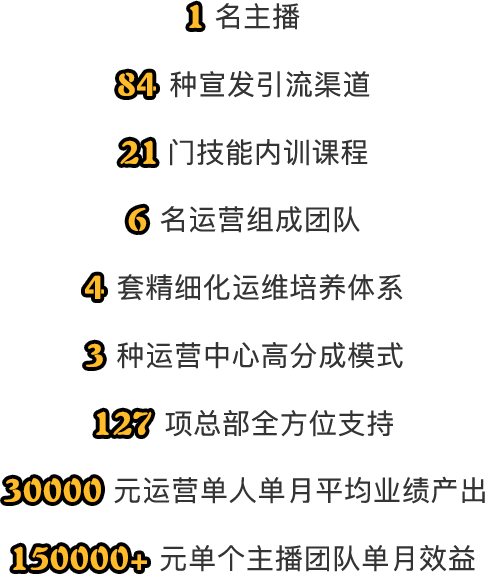 1 名主播
84 种宣发引流渠道
21 门技能内训课程
6 名运营组成团队
4 套精细化运维培养体系
3 种运营中心高分成模式
127 项总部全方位支持
30000 元运营单人单月平均业绩产出
150000+ 元单个主播团队单月效益